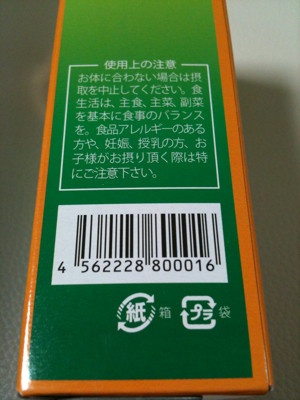 使用上の注意
お体に合わない場合は摂
取を中止してください。食
生活は、主食、主菜、副菜
を基本に食事のバランス
を。食品アレルギーのある
方や、妊娠、授乳の方、お
子様がお摂り頂く際は特
にご注意下さい。
4 562228 800016
紙 箱 プラ 袋